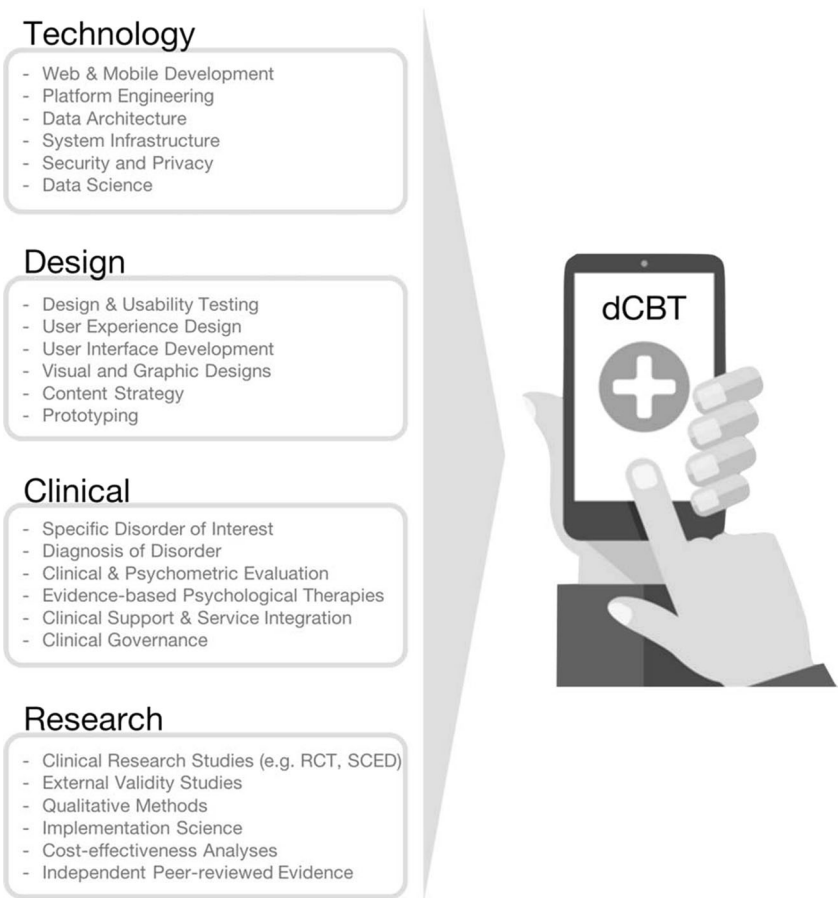 Technology
- Web & Mobile Development
- Platform Engineering
- Data Architecture
- System Infrastructure
- Security and Privacy
- Data Science
Design
- Design & Usability Testing
- User Experience Design
- User Interface Development
- Visual and Graphic Designs
- Content Strategy
- Prototyping
Clinical
- Specific Disorder of Interest
- Diagnosis of Disorder
- Clinical & Psychometric Evaluation
- Evidence-based Psychological Therapies
- Clinical Support & Service Integration
- Clinical Governance
Research
- Clinical Research Studies (e.g. RCT, SCED)
- External Validity Studies
- Qualitative Methods
- Implementation Science
- Cost-effectiveness Analyses
- Independent Peer-reviewed Evidence
dCBT